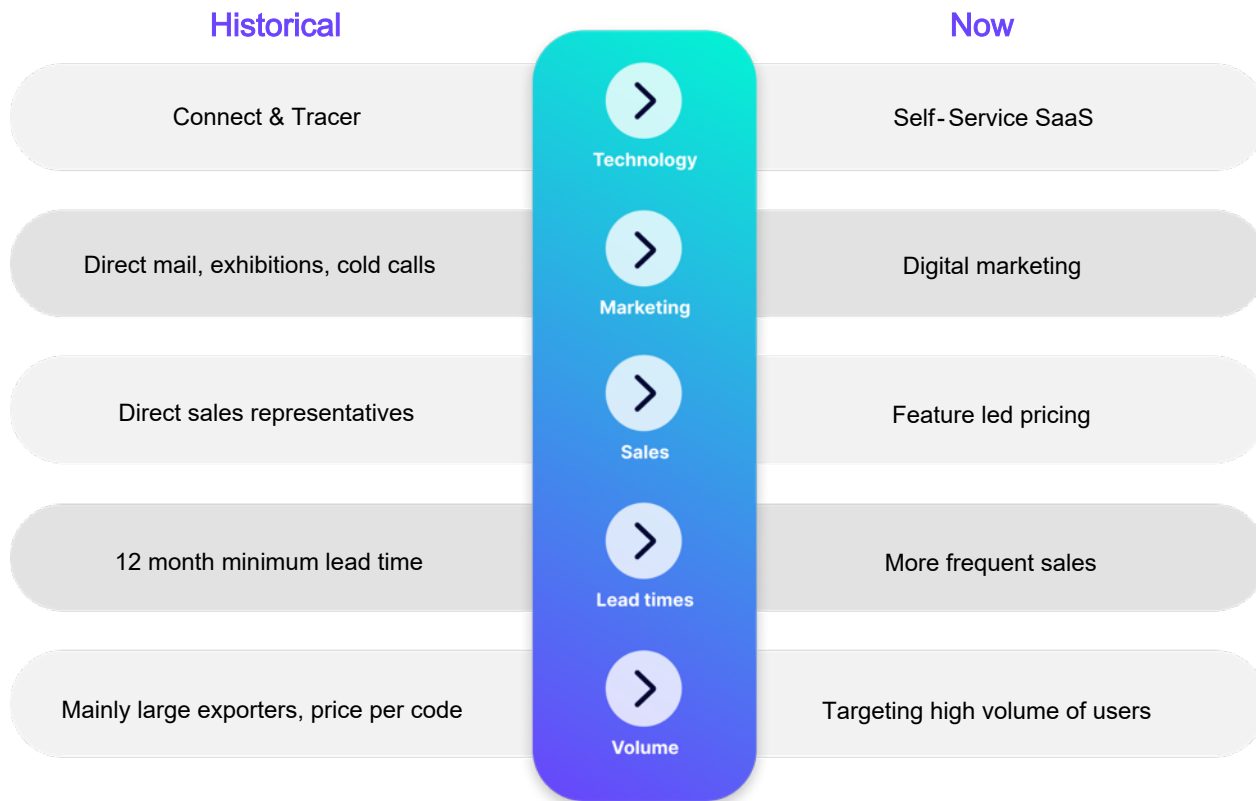 Historical
Now
Connect & Tracer
Technology
Self-Service SaaS
Direct mail, exhibitions, cold calls
Marketing
Digital marketing
Direct sales representatives
Sales
Feature led pricing
12 month minimum lead time
Lead times
More frequent sales
Mainly large exporters, price per code
Volume
Targeting high volume of users